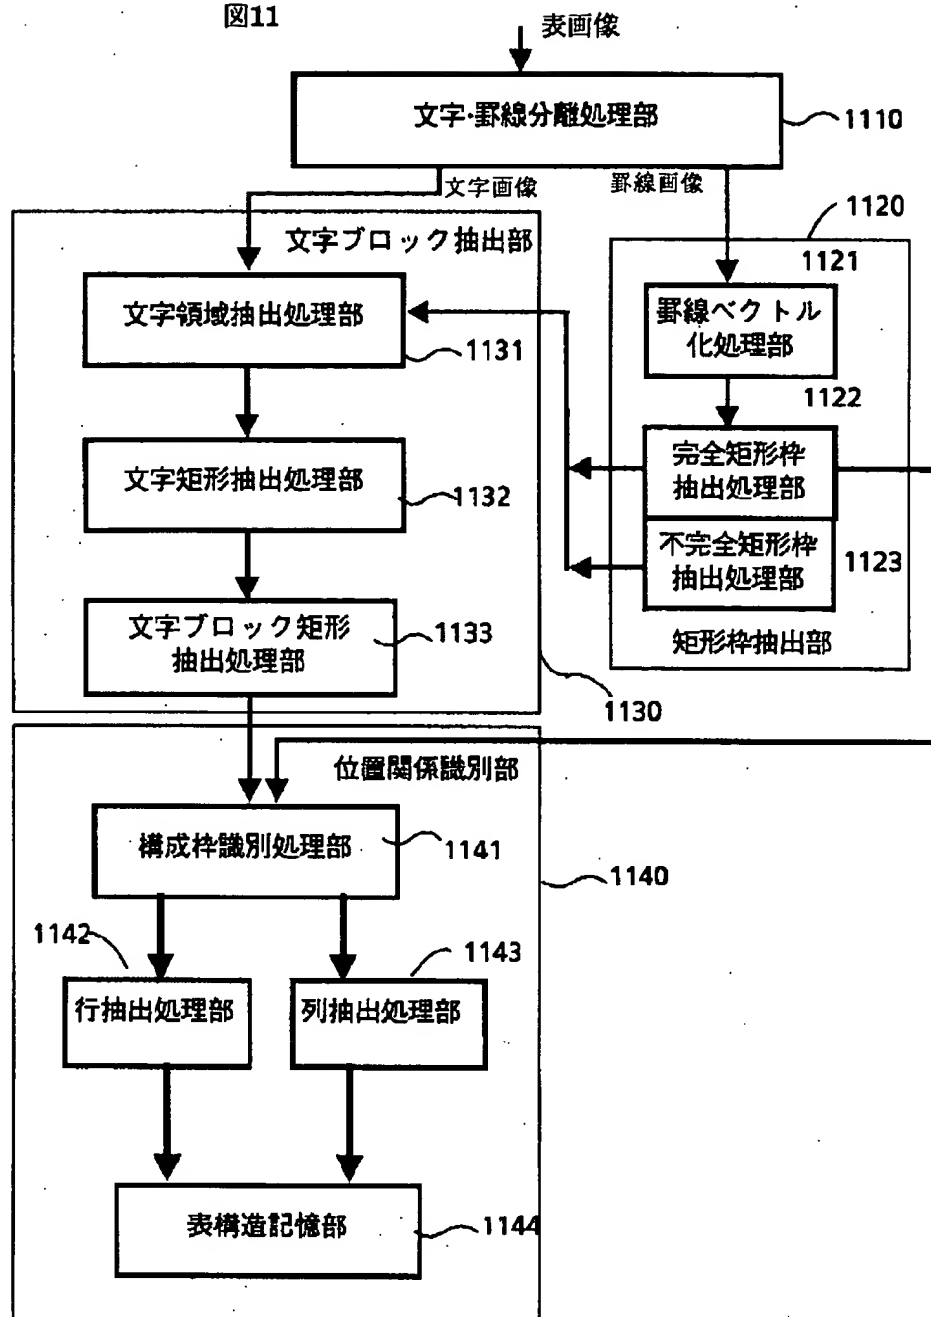 図11
表画像
文字・罫線分離処理部
1110
文字画像
罫線画像
1120
文字ブロック抽出部
1121
文字領域抽出処理部
罫線ベクトル
化処理部
1131
1122
完全矩形枠
抽出処理部
文字矩形抽出処理部
1132
不完全矩形枠
抽出処理部
1123
文字ブロック矩形
抽出処理部
1133
矩形枠抽出部
1130
位置関係識別部
構成枠識別処理部
1141
1140
1142
1143
行抽出処理部
列抽出処理部
表構造記憶部
1144